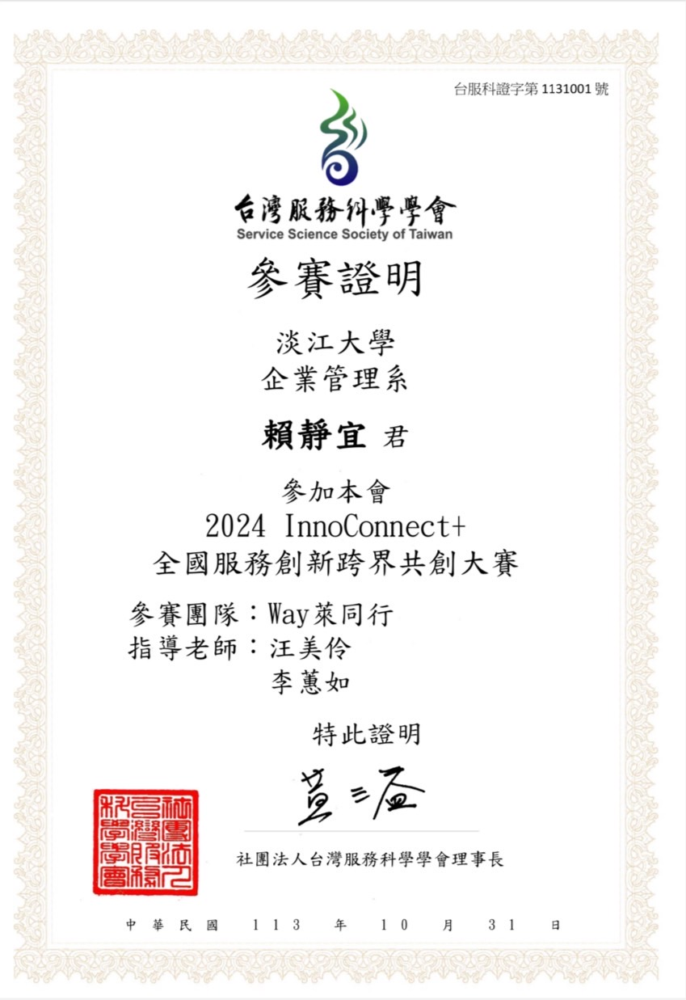 台服科證字第 1131001 號
台灣服務科學學會
Service Science Society of Taiwan
參賽證明
淡江大學
企業管理系
賴靜宜 君
參加本會
2024 InnoConnect+
全國服務創新跨界共創大賽
參賽團隊：Way萊同行
指導老師：汪美伶
李蕙如
特此證明
黃三益
社團法人台灣服務科學學會
社團法人台灣服務科學學會理事長
中華民國 113 年 10 月 31 日